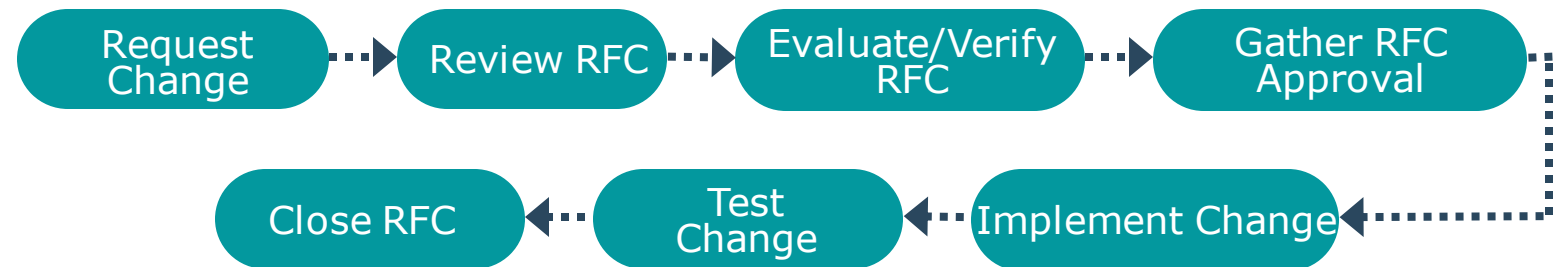 Request
Change
Review RFC
Evaluate/Verify
RFC
Gather RFC
Approval
Implement Change
Test
Change
Close RFC